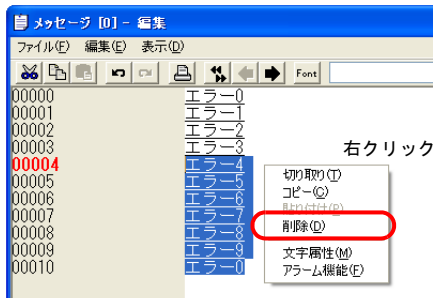 メッセージ [0] - 編集
ファイル(F) 編集(E) 表示(D)
Font
00000 エラー0
00001 エラー1
00002 エラー2
00003 エラー3
右クリック
00004 エラー4
00005 エラー5
00006 エラー6
00007 エラー7
00008 エラー8
00009 エラー9
00010 エラー0
切り取り(T)
コピー(C)
貼り付け(P)
削除(D)
文字属性(M)
アラーム機能(F)